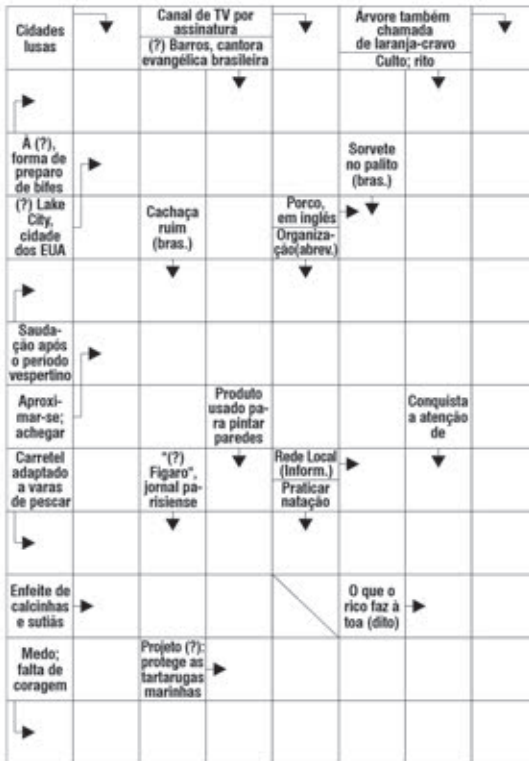 Cidades
lusas
Canal de TV por
assinatura
(?) Barros, cantora
evangélica brasileira
Árvore também
chamada
de laranja-cravo
Culto; rito
À (?),
forma de
preparo
de bifes
(?) Lake
City,
cidade
dos EUA
Cachaça
ruim
(bras.)
Porco,
em inglês
Organiza-
ção(abrev.)
Sorvete
no palito
(bras.)
Sauda-
ção após
o período
vespertino
Aproxi-
mar-se;
achegar
Produto
usado pa-
ra pintar
paredes
Conquista
a atenção
de
Carretel
adaptado
a varas
de pescar
"(?)
Figaro",
jornal pa-
risiense
Rede Local
(Inform.)
Praticar
natação
Enfeite de
calcinhas
e sutiãs
O que o
rico faz à
toa (dito)
Medo;
falta de
coragem
Projeto (?):
protege as
tartarugas
marinhas